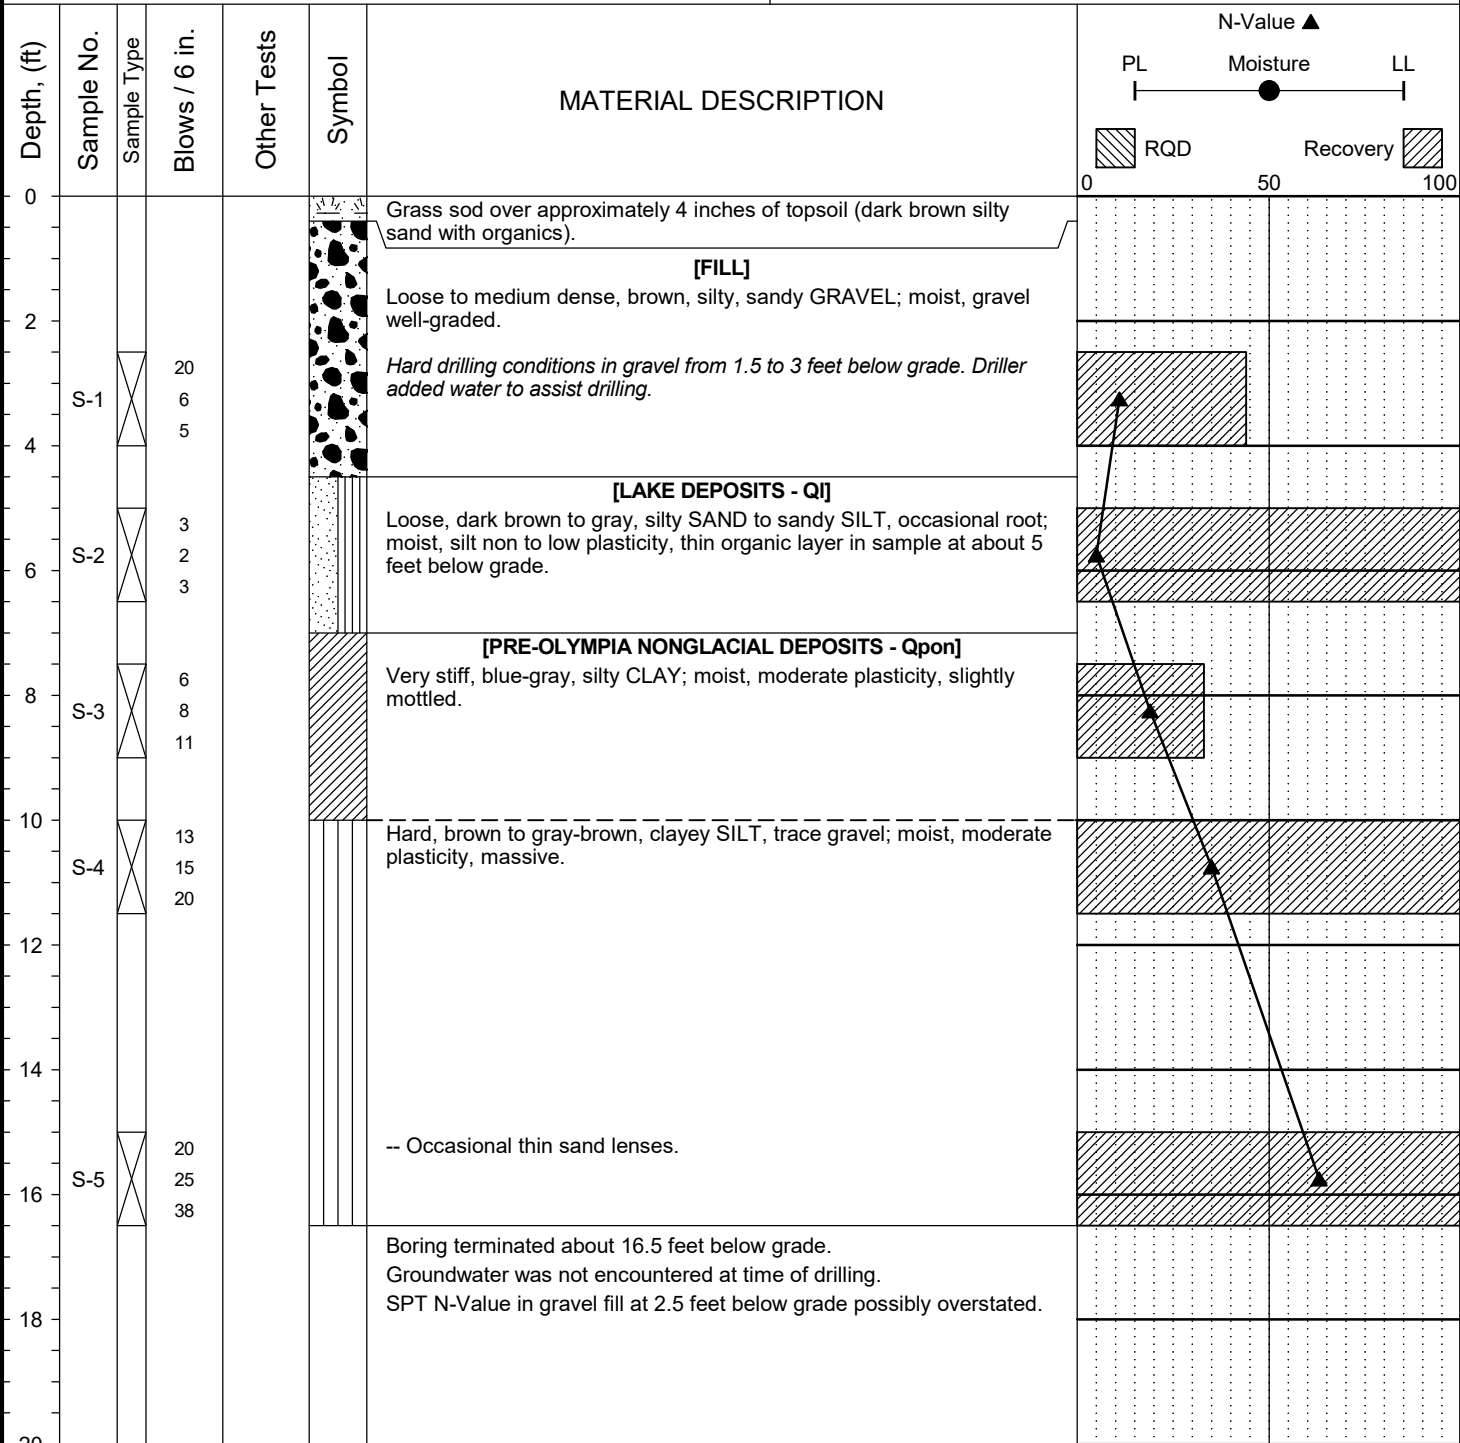 Depth, (ft)
Sample No.
Sample Type
Blows / 6 in.
Other Tests
Symbol
MATERIAL DESCRIPTION
N-Value
PL Moisture LL
RQD Recovery
0 50 100
0
Grass sod over approximately 4 inches of topsoil (dark brown silty
sand with organics).
[FILL]
Loose to medium dense, brown, silty, sandy GRAVEL; moist, gravel
well-graded.
2
Hard drilling conditions in gravel from 1.5 to 3 feet below grade. Driller
added water to assist drilling.
S-1
20
6
5
4
[LAKE DEPOSITS - Ql]
Loose, dark brown to gray, silty SAND to sandy SILT, occasional root;
moist, silt non to low plasticity, thin organic layer in sample at about 5
feet below grade.
S-2
3
2
3
6
[PRE-OLYMPIA NONGLACIAL DEPOSITS - Qpon]
Very stiff, blue-gray, silty CLAY; moist, moderate plasticity, slightly
mottled.
8
S-3
6
8
11
10
Hard, brown to gray-brown, clayey SILT, trace gravel; moist, moderate
plasticity, massive.
S-4
13
15
20
12
14
-- Occasional thin sand lenses.
S-5
20
25
38
16
Boring terminated about 16.5 feet below grade.
Groundwater was not encountered at time of drilling.
SPT N-Value in gravel fill at 2.5 feet below grade possibly overstated.
18
20